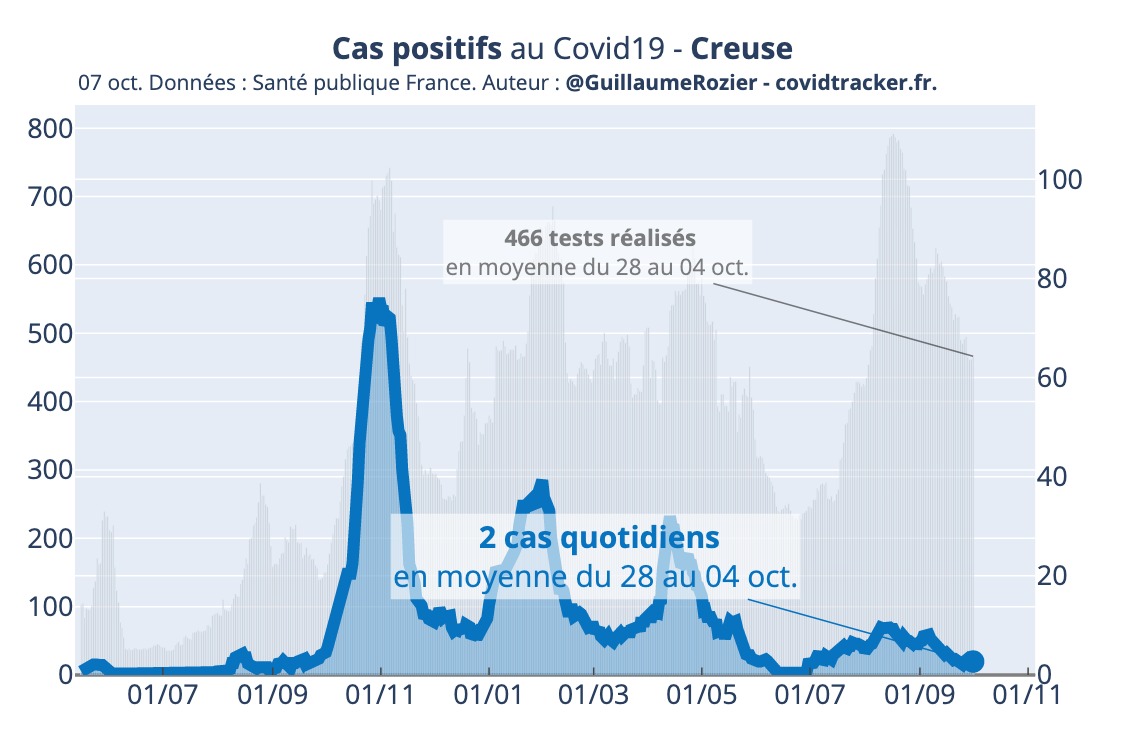 Cas positifs au Covid19 - Creuse
07 oct. Données : Santé publique France. Auteur : @GuillaumeRozier - covidtracker.fr.
800
700
600
500
400
300
200
100
0
100
80
60
40
20
0
466 tests réalisés
en moyenne du 28 au 04 oct.
2 cas quotidiens
en moyenne du 28 au 04 oct.
01/07 01/09 01/11 01/01 01/03 01/05 01/07 01/09 01/11